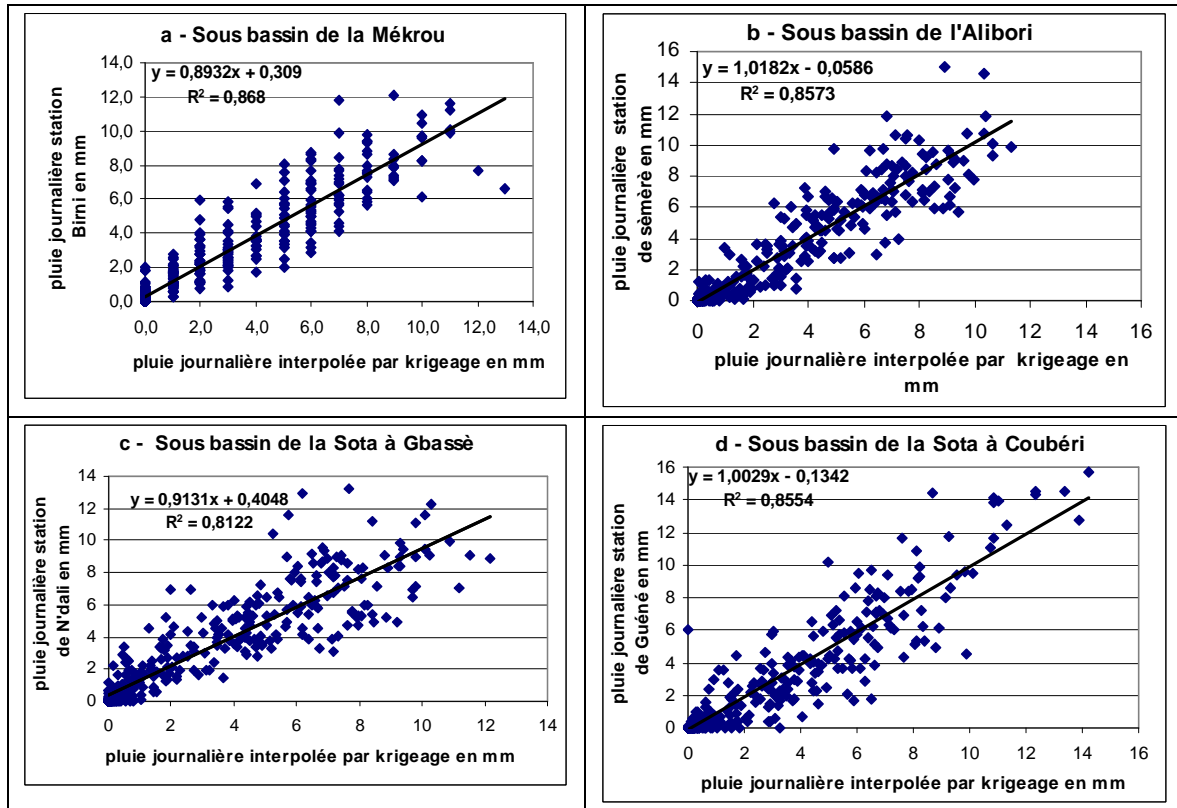 a - Sous bassin de la Mékrou
y = 0,8932x + 0,309
R² = 0,868
14,0
12,0
10,0
8,0
6,0
4,0
2,0
0,0
pluie journalière station
Birni en mm
0,0 2,0 4,0 6,0 8,0 10,0 12,0 14,0
pluie journalière interpolée par krigeage en mm
b - Sous bassin de l'Alibori
y = 1,0182x - 0,0586
R² = 0,8573
16
14
12
10
8
6
4
2
0
pluie journalière station
de sèmèrè en mm
0 2 4 6 8 10 12 14 16
pluie journalière interpolée par krigeage en
mm
c - Sous bassin de la Sota à Gbassè
y = 0,9131x + 0,4048
R² = 0,8122
14
12
10
8
6
4
2
0
pluie journalière station
de N'dali en mm
0 2 4 6 8 10 12 14
pluie journalière interpolée par krigeage en mm
d - Sous bassin de la Sota à Coubéri
y = 1,0029x - 0,1342
R² = 0,8554
16
14
12
10
8
6
4
2
0
pluie journalière station
de Guéné en mm
0 2 4 6 8 10 12 14 16
pluie journalière interpolée par krigeage en mm